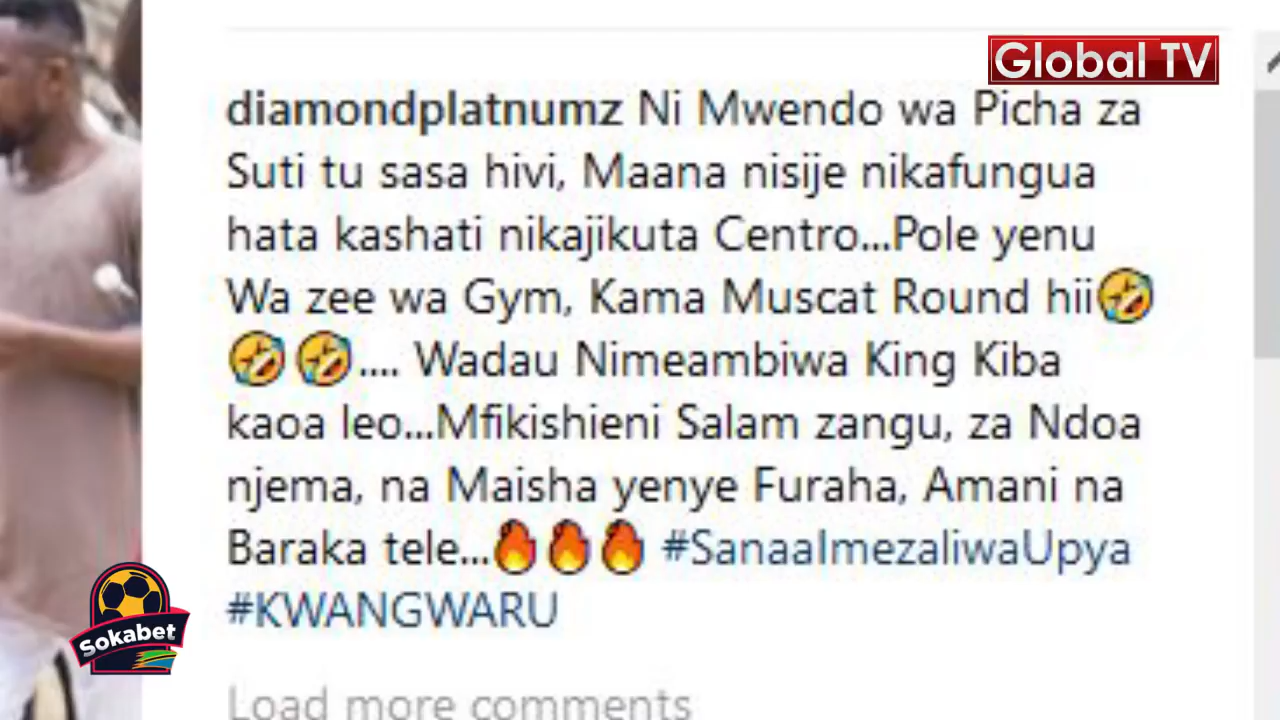 Global TV
diamondplatnumz Ni Mwendo wa Picha za
Suti tu sasa hivi, Maana nisije nikafungua
hata kashati nikajikuta Centro...Pole yenu
Wa zee wa Gym, Kama Muscat Round hii🤣
🤣🤣.... Wadau Nimeambiwa King Kiba
kaoa leo...Mfikishieni Salam zangu, za Ndoa
njema, na Maisha yenye Furaha, Amani na
Baraka tele...🔥🔥🔥 #SanaaImezaliwaUpya
#KWANGWARU
Sokabet
Load more comments